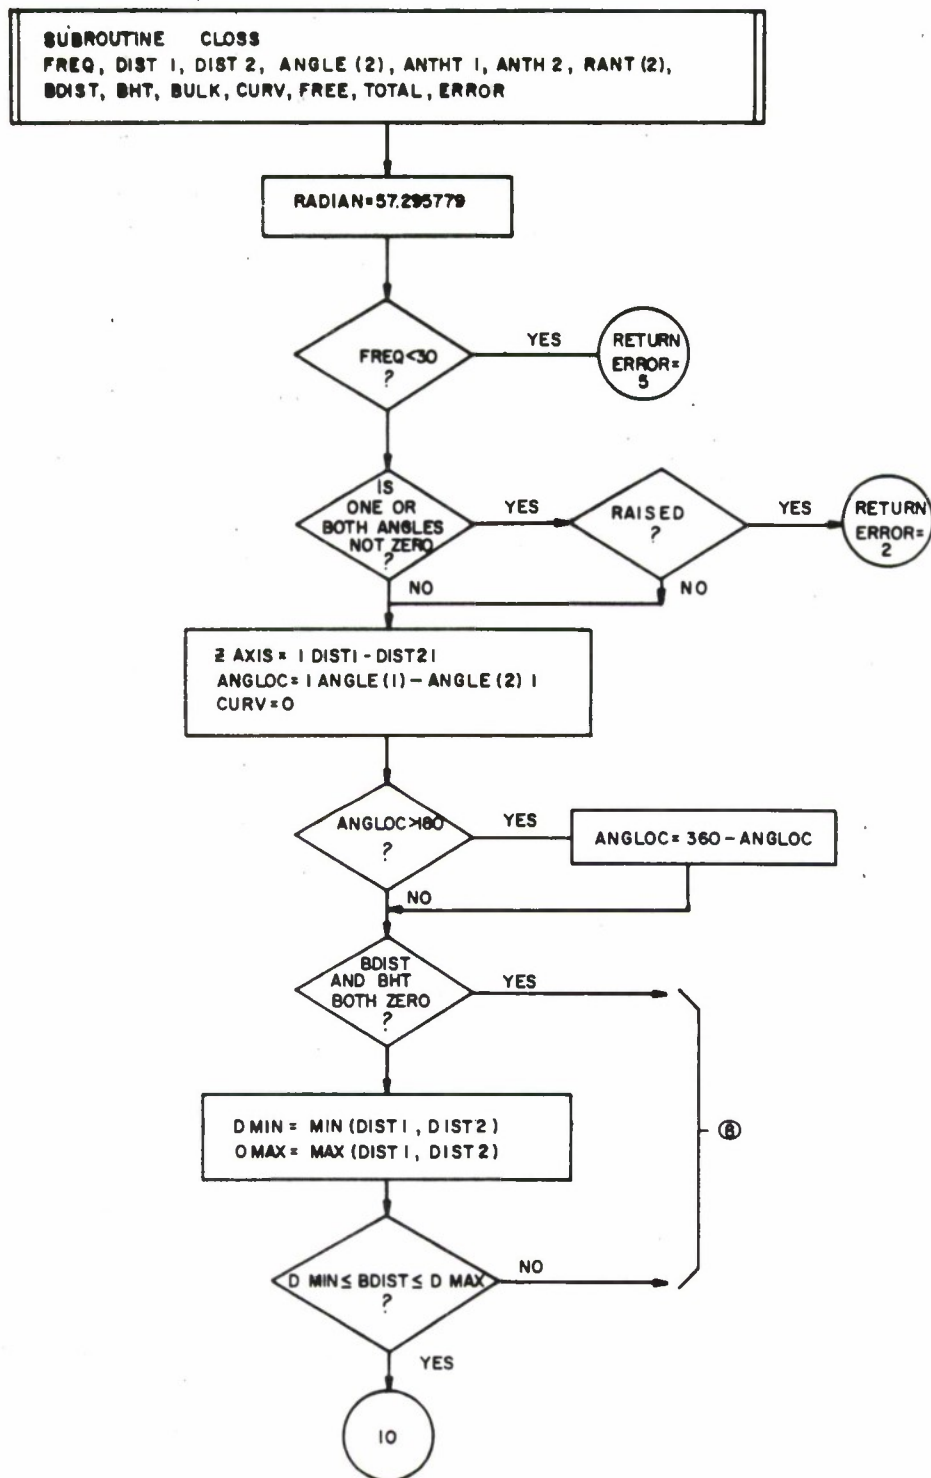 SUBROUTINE CLOSS
FREQ, DIST 1, DIST 2, ANGLE (2), ANTHT 1, ANTH 2, RANT (2),
BDIST, BHT, BULK, CURV, FREE, TOTAL, ERROR
RADIAN=57.295779
FREQ<30
?
YES
RETURN
ERROR=
5
IS
ONE OR
BOTH ANGLES
NOT ZERO
?
YES
RAISED
?
YES
RETURN
ERROR=
2
NO
NO
Z AXIS = | DIST1 - DIST2 |
ANGLOC = | ANGLE (1) - ANGLE (2) |
CURV=0
ANGLOC>180
?
YES
ANGLOC= 360 - ANGLOC
NO
BDIST
AND BHT
BOTH ZERO
?
YES
D MIN = MIN (DIST 1, DIST 2)
D MAX = MAX (DIST 1, DIST 2)
B
D MIN ≤ BDIST ≤ D MAX
?
NO
YES
10